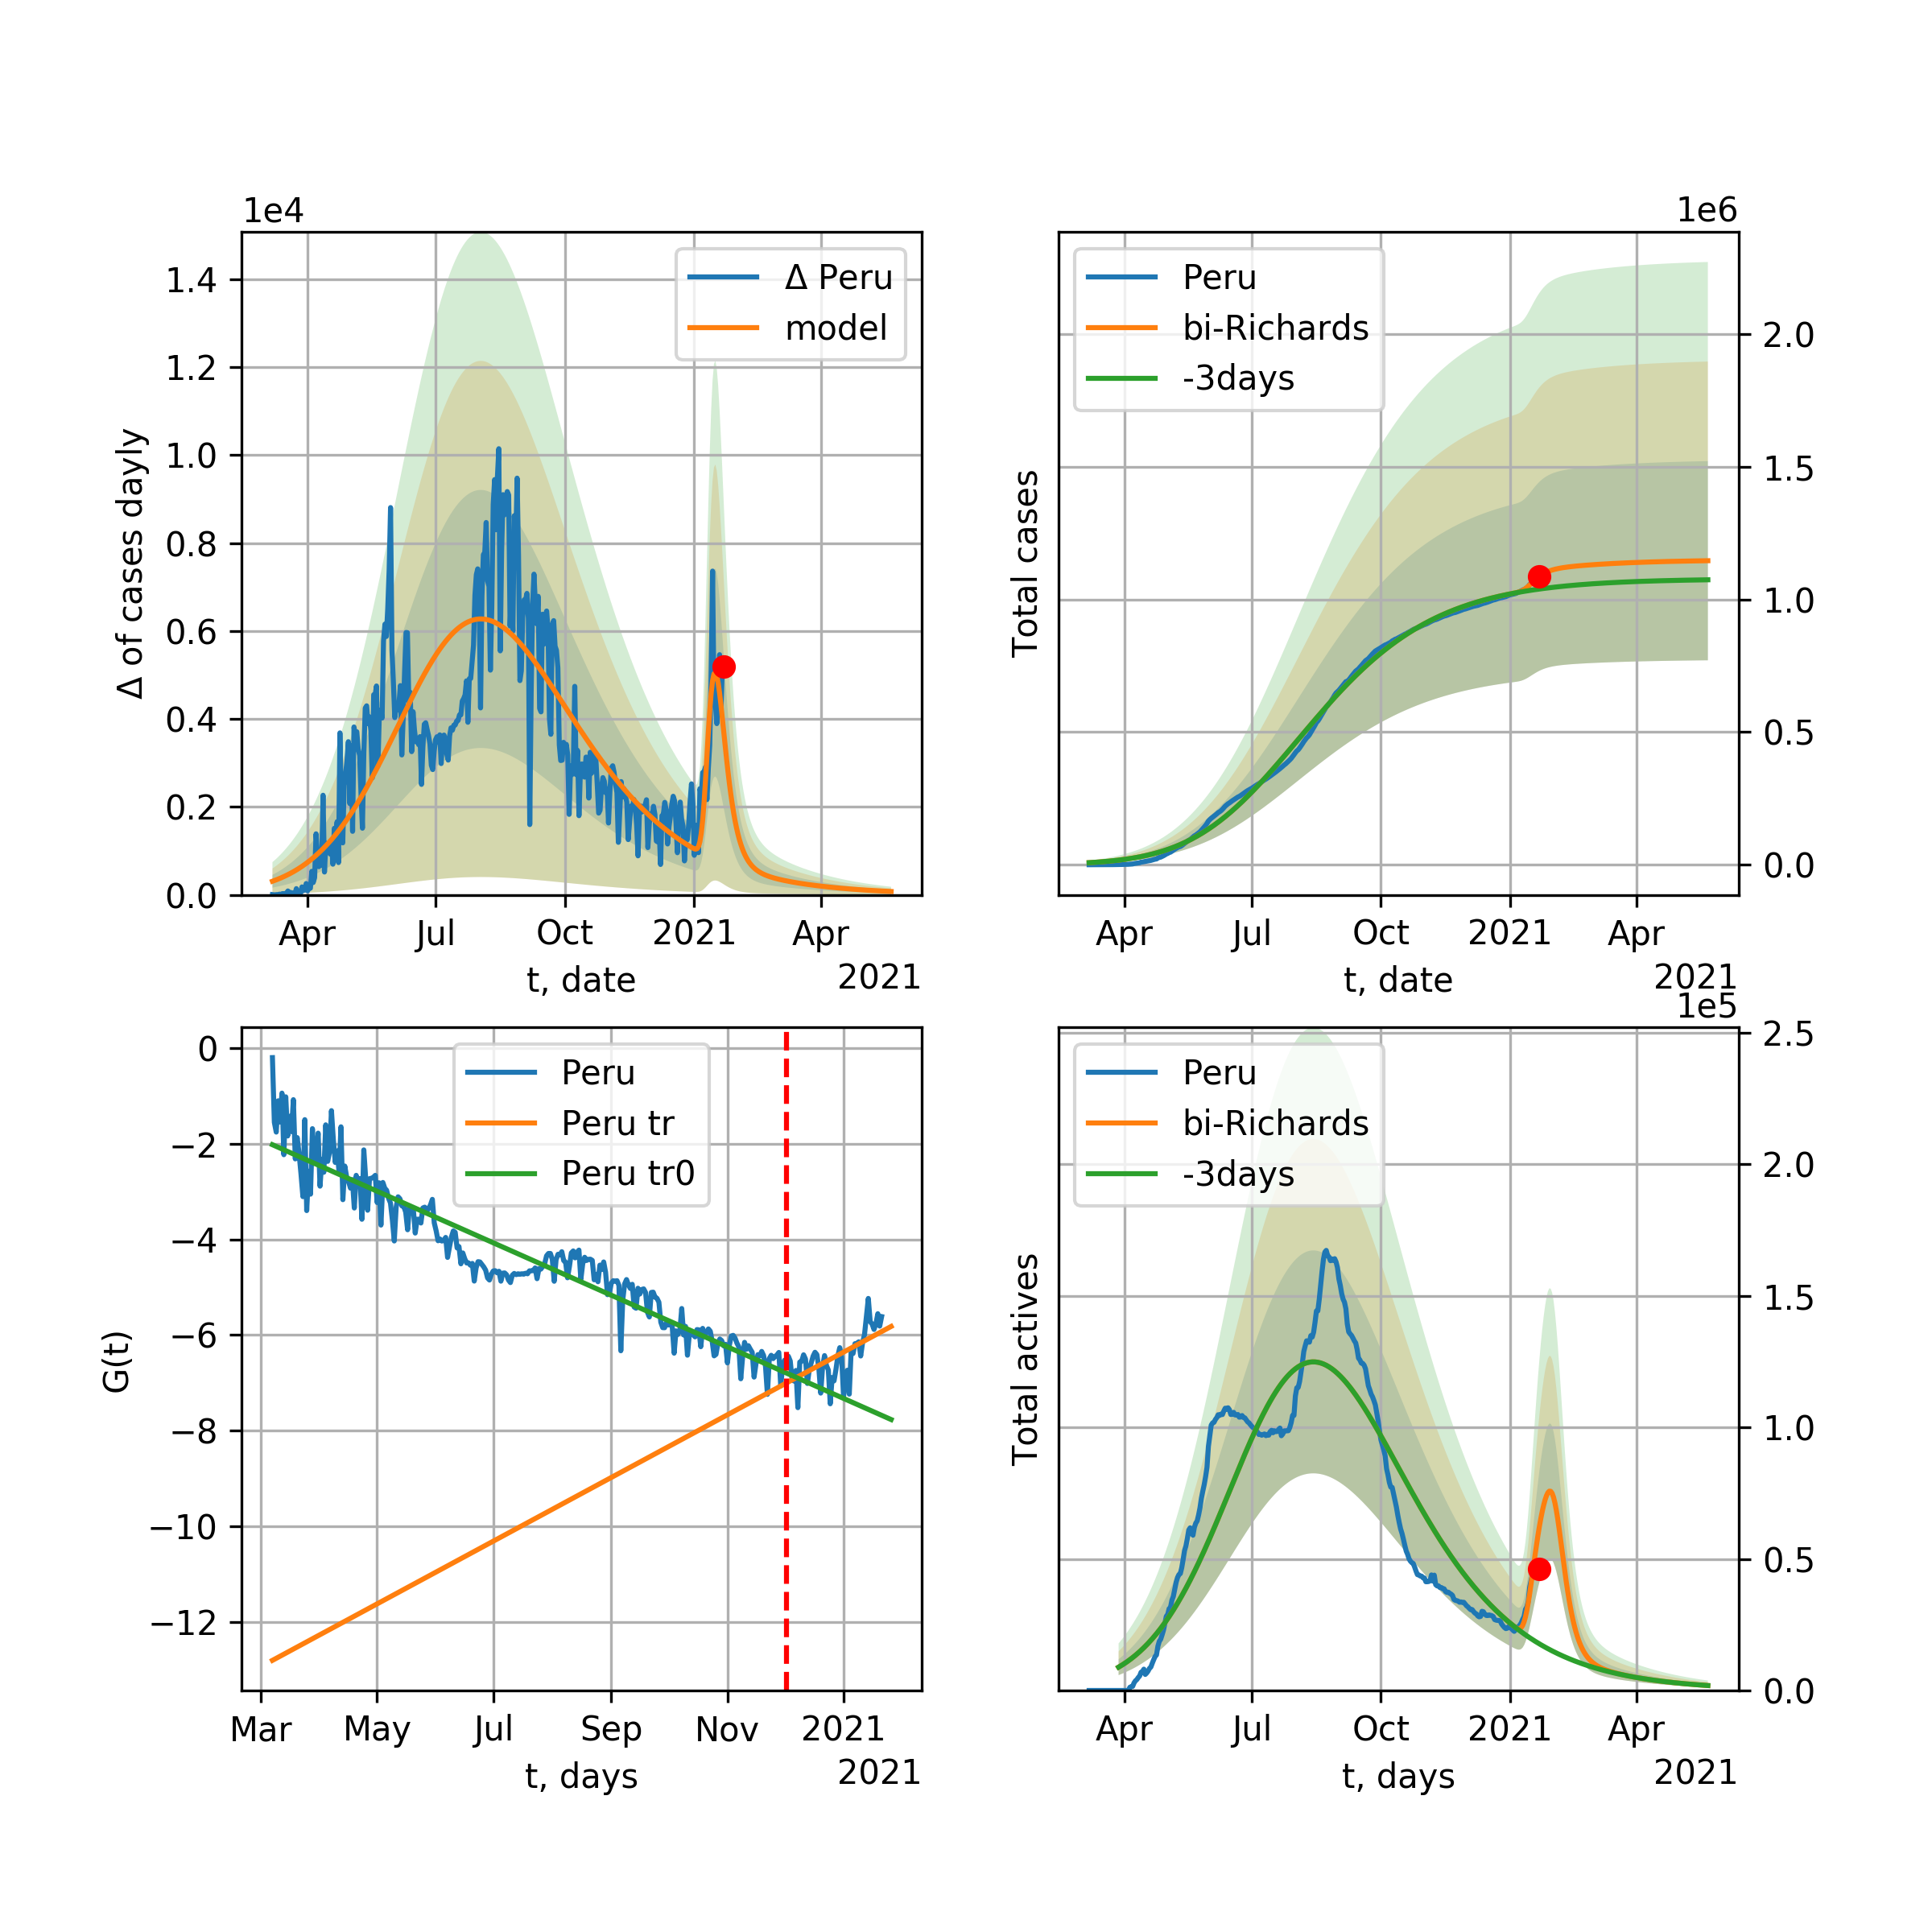 1e4
Δ of cases dayly
1.4
1.2
1.0
0.8
0.6
0.4
0.2
0.0
Δ Peru
model
Apr
Jul
Oct
2021
Apr
t, date
2021
1e6
Total cases
Peru
bi-Richards
-3days
2.0
1.5
1.0
0.5
0.0
Apr
Jul
Oct
2021
Apr
t, date
2021
G(t)
0
−2
−4
−6
−8
−10
−12
Peru
Peru tr
Peru tr0
Mar
May
Jul
Sep
Nov
2021
t, days
2021
1e5
Total actives
Peru
bi-Richards
-3days
2.5
2.0
1.5
1.0
0.5
0.0
Apr
Jul
Oct
2021
Apr
t, days
2021